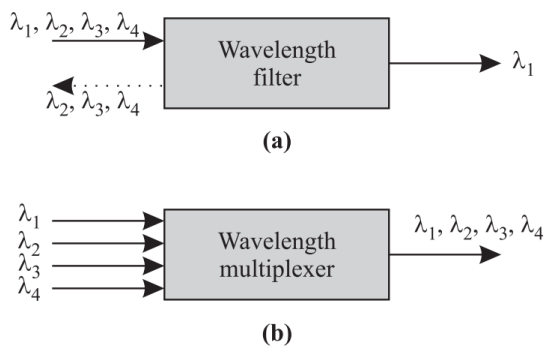 λ₁, λ₂, λ₃, λ₄
Wavelength
filter
λ₁
λ₂, λ₃, λ₄
(a)
λ₁
λ₂
λ₃
λ₄
Wavelength
multiplexer
λ₁, λ₂, λ₃, λ₄
(b)